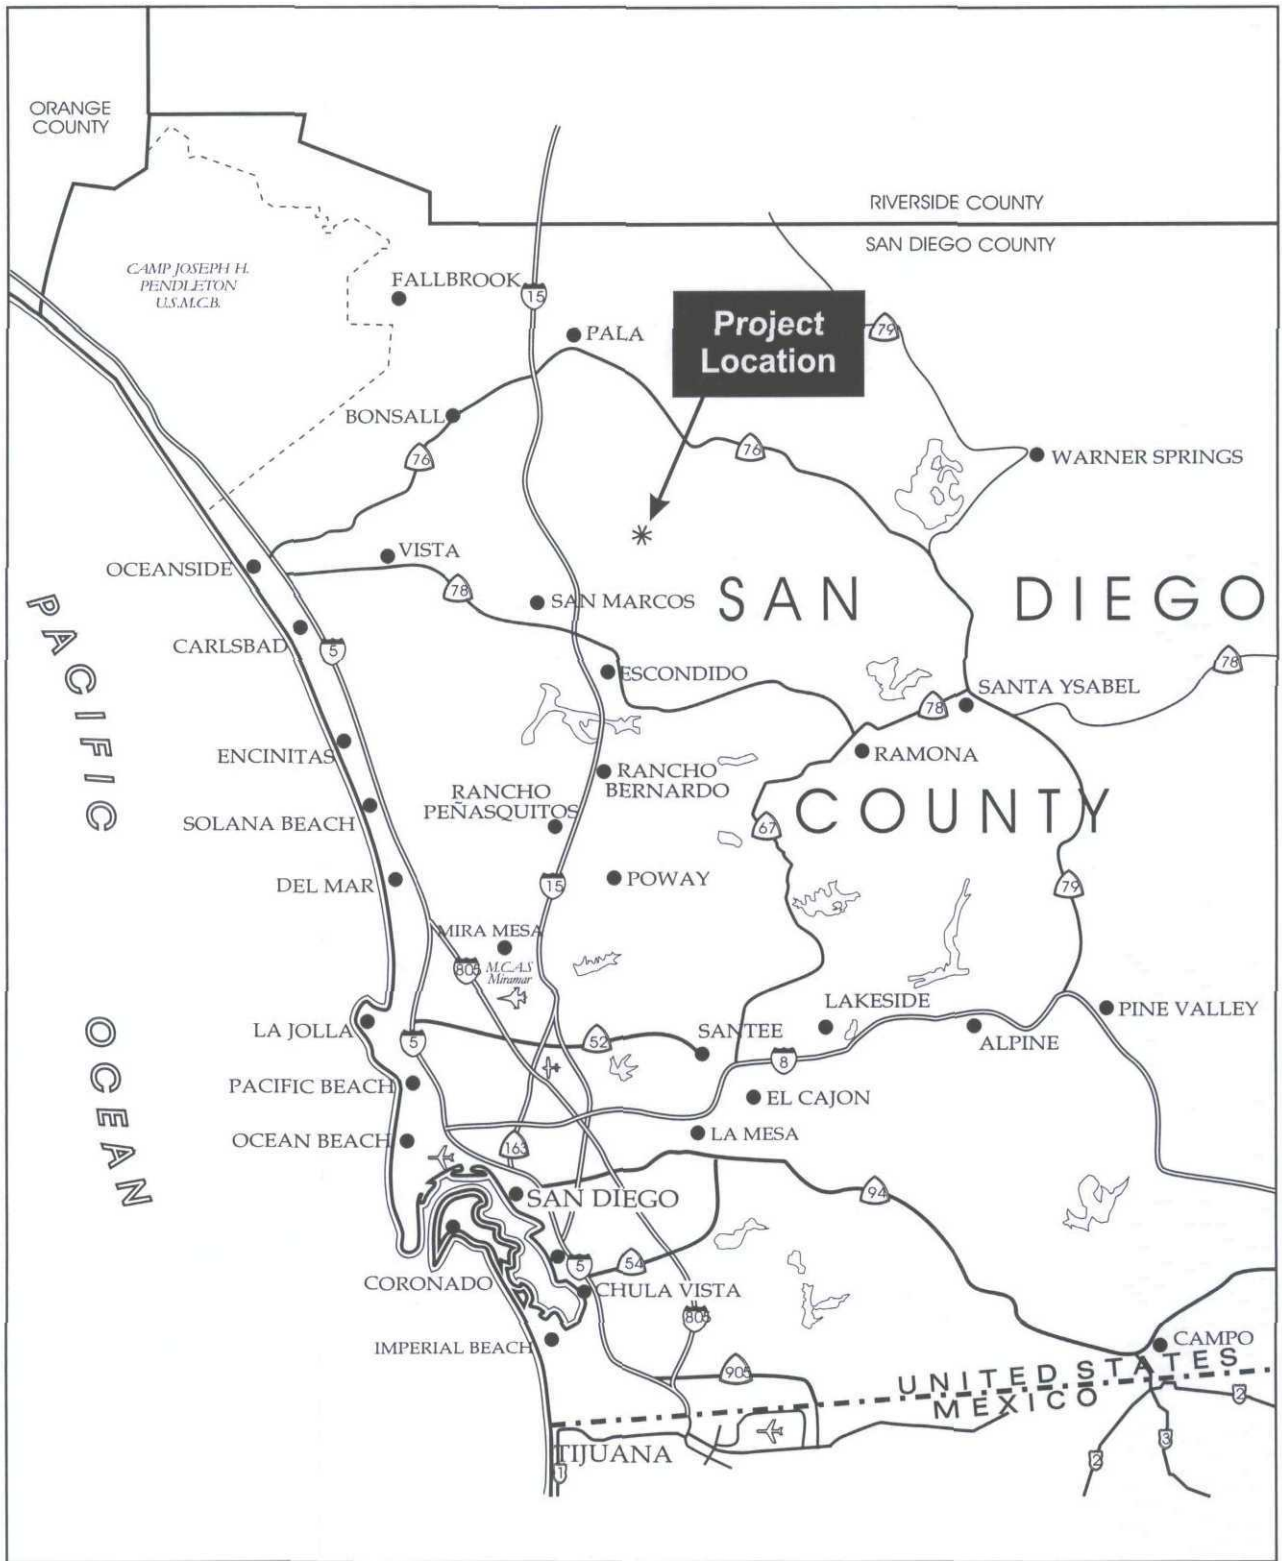 ORANGE
COUNTY
RIVERSIDE COUNTY
SAN DIEGO COUNTY
CAMP JOSEPH H.
PENDLETON
U.S.M.C.B.
FALLBROOK
15
Project
Location
79
PALA
BONSALL
76
76
WARNER SPRINGS
VISTA
OCEANSIDE
78
SAN MARCOS
SAN DIEGO
COUNTY
PACIFIC
OCEAN
CARLSBAD
5
ESCONDIDO
78
SANTA YSABEL
78
ENCINITAS
RAMONA
RANCHO
BERNARDO
RANCHO
PEÑASQUITOS
SOLANA BEACH
67
DEL MAR
15
POWAY
79
MIRA MESA
805
M.C.A.S
Miramar
LA JOLLA
5
52
SANTEE
LAKESIDE
8
ALPINE
PINE VALLEY
PACIFIC BEACH
EL CAJON
OCEAN BEACH
163
LA MESA
SAN DIEGO
94
CORONADO
5
54
CHULA VISTA
805
IMPERIAL BEACH
CAMPO
905
UNITED STATES
MEXICO
2
TIJUANA
1
2
3